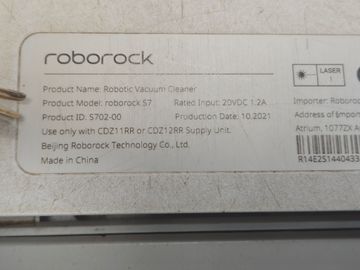 roborock
Product Name: Robotic Vacuum Cleaner
Product Model: roborock S7 Rated Input: 20VDC 1.2A
Product ID: S702-00 Production Date: 10.2021
Use only with CDZ11RR or CDZ12RR Supply Unit.
Beijing Roborock Technology Co., Ltd.
Made in China
LASER
1
Importer: Roboroc
Address of Impor
Atrium, 1077ZX A
R14E251440433